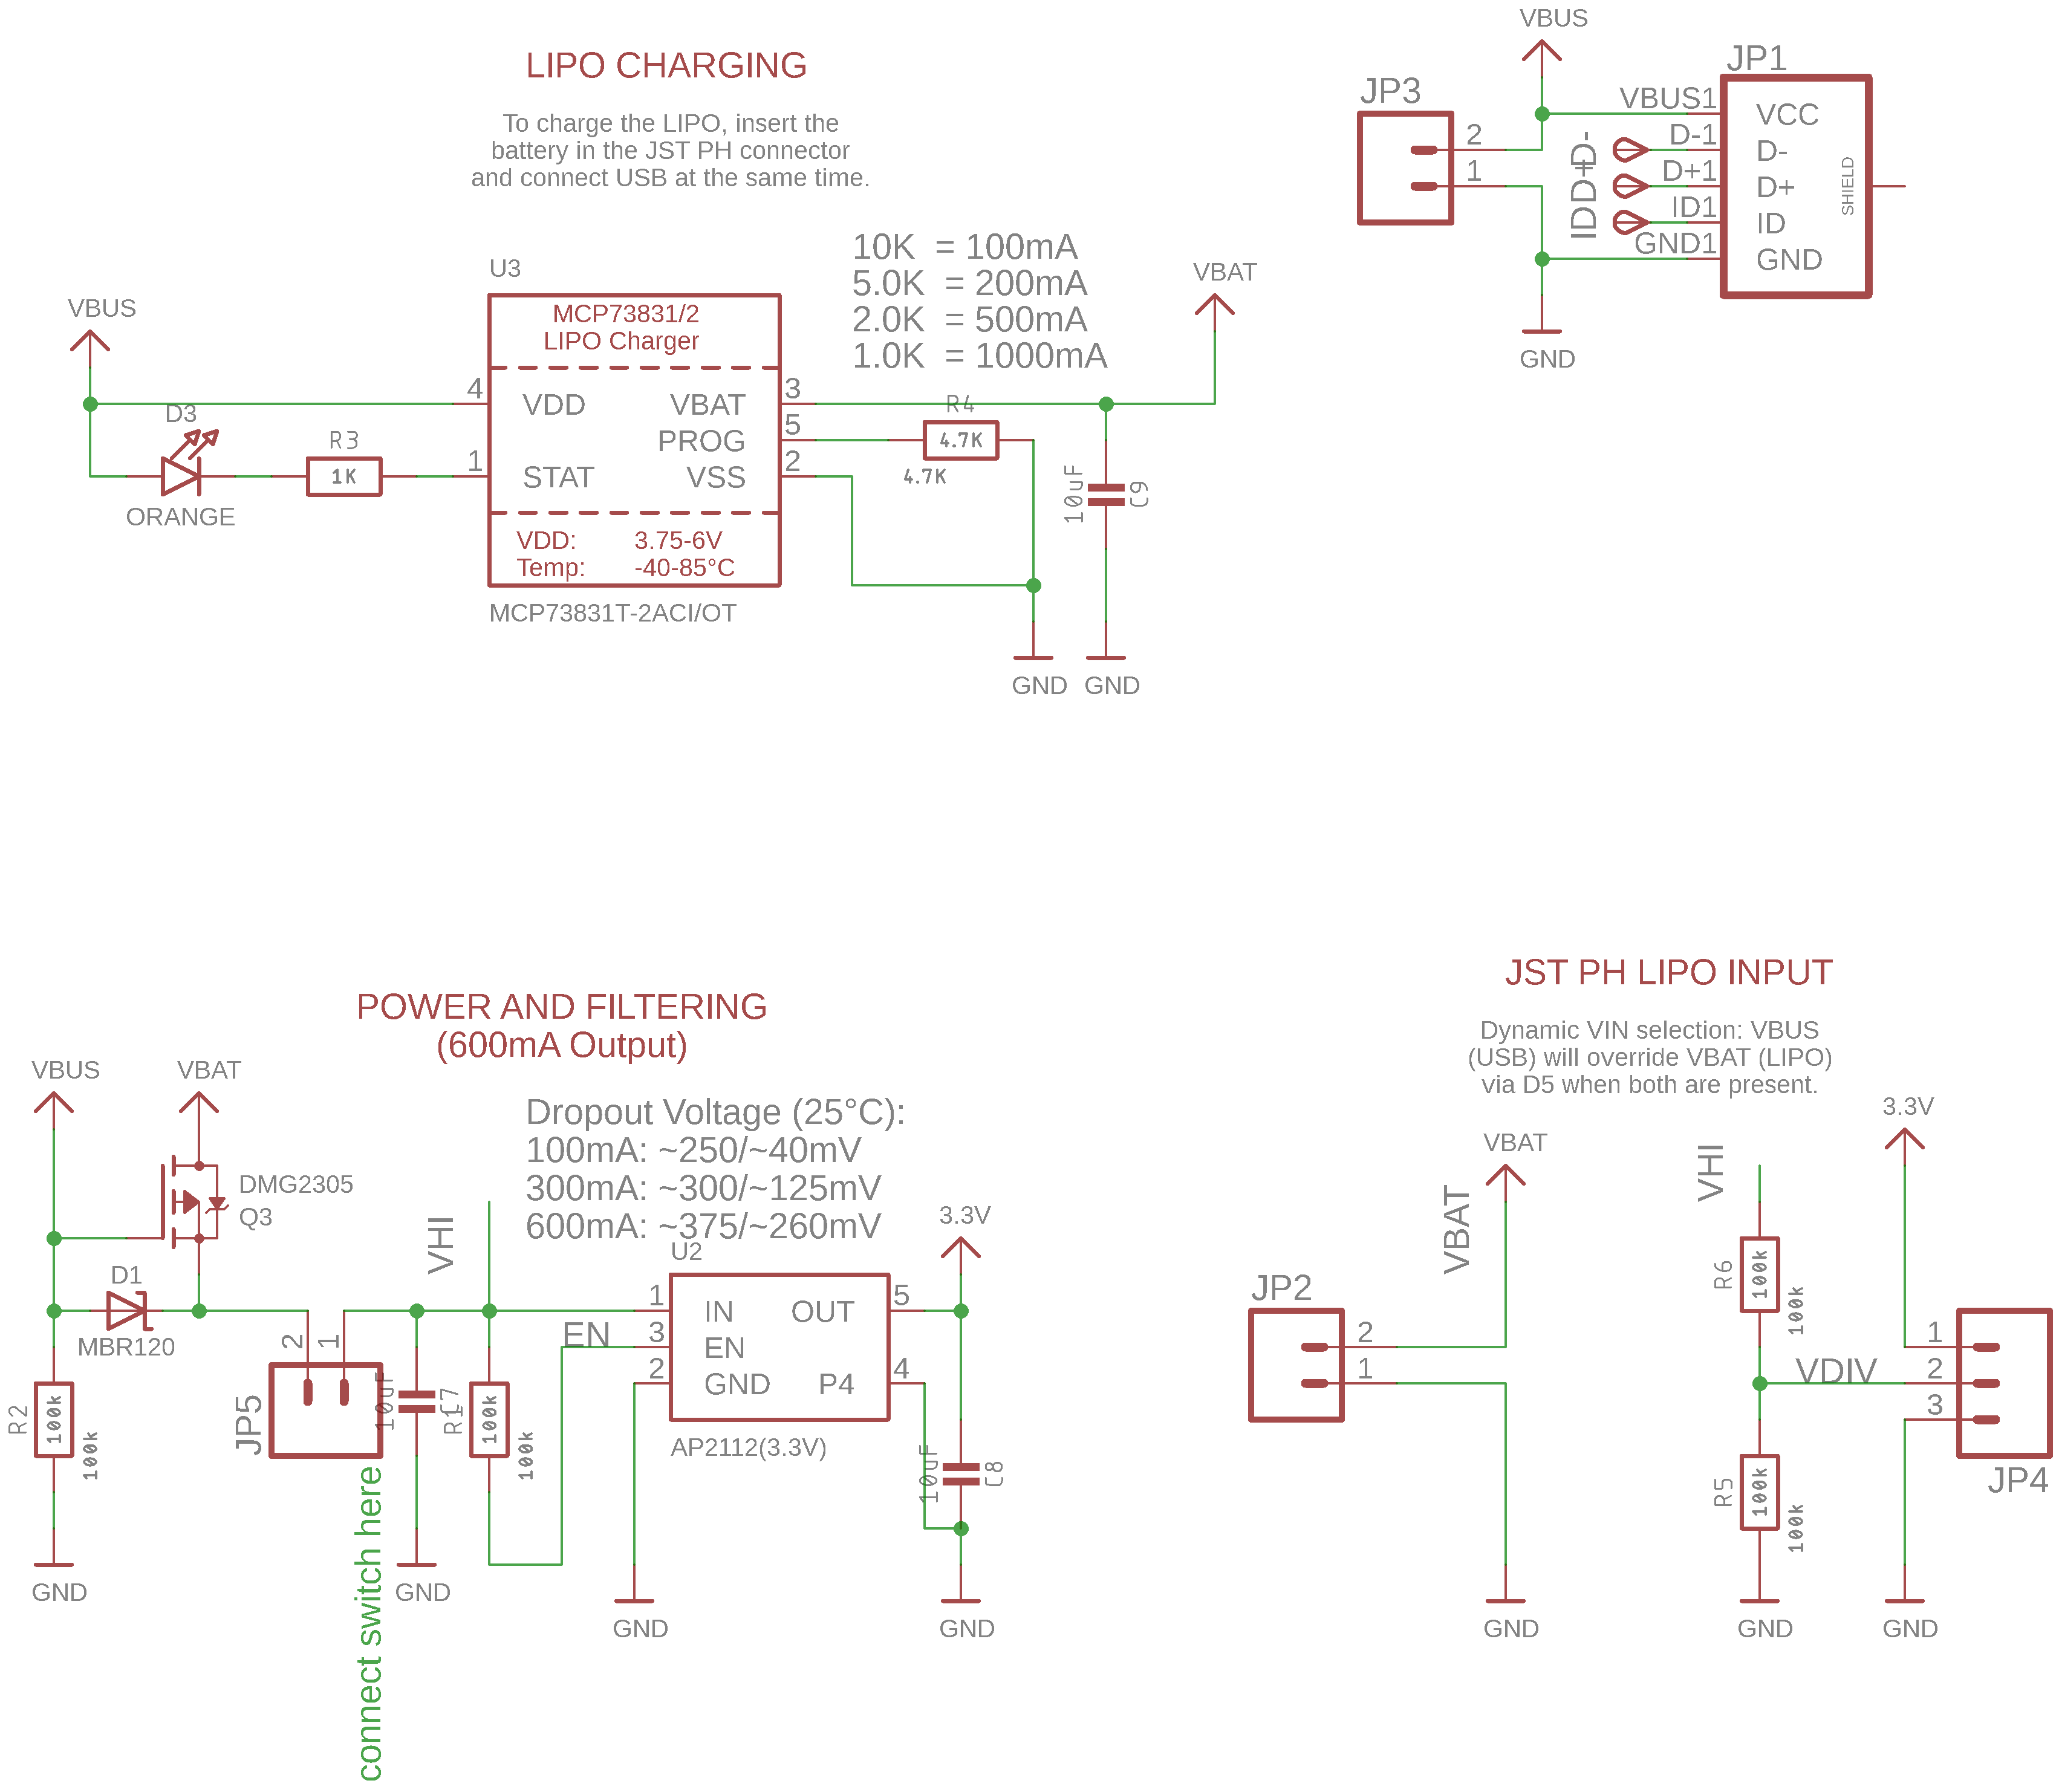 LIPO CHARGING
To charge the LIPO, insert the
battery in the JST PH connector
and connect USB at the same time.
VBUS
JP3
2
1
JP1
VBUS1
D-1
D+1
ID1
GND1
D-
D+
ID
VCC
D-
D+
ID
GND
SHIELD
GND
10K = 100mA
5.0K = 200mA
2.0K = 500mA
1.0K = 1000mA
VBAT
U3
MCP73831/2
LIPO Charger
VBUS
4
VDD
VBAT
3
PROG
5
1
STAT
VSS
2
D3
ORANGE
R3
1K
R4
4.7K
4.7K
10uF
C9
VDD: 3.75-6V
Temp: -40-85°C
MCP73831T-2ACI/OT
GND
GND
POWER AND FILTERING
(600mA Output)
VBUS
VBAT
Dropout Voltage (25°C):
100mA: ~250/~40mV
300mA: ~300/~125mV
600mA: ~375/~260mV
DMG2305
Q3
VHI
D1
MBR120
U2
3.3V
1
IN
OUT
5
EN
3
EN
2
GND
P4
4
AP2112(3.3V)
2
1
JP5
R2
100k
100k
10uF
C7
R1
100k
100k
10uF
C8
connect switch here
GND
GND
GND
GND
JST PH LIPO INPUT
Dynamic VIN selection: VBUS
(USB) will override VBAT (LIPO)
via D5 when both are present.
VBAT
VBAT
JP2
2
1
GND
VHI
R6
100k
100k
VDIV
R5
100k
100k
GND
3.3V
1
2
3
JP4
GND